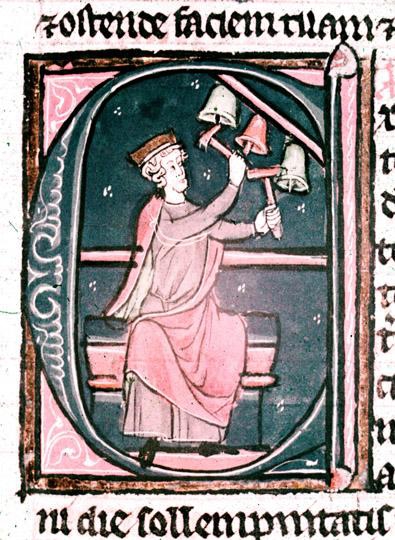 ⁊ ostende faciem tuam ⁊
E
ni die sollempnitatis